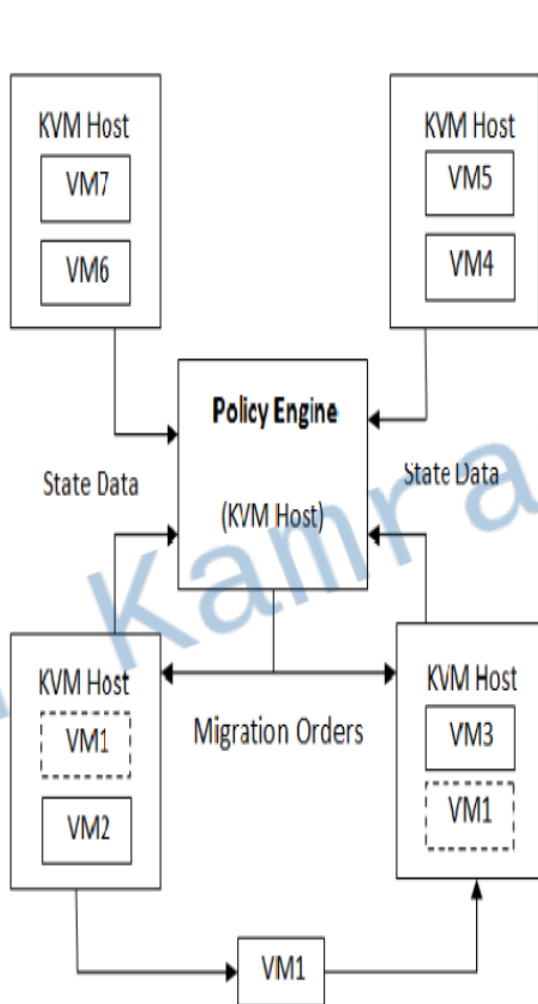 KVM Host
VM7
VM6
KVM Host
VM5
VM4
Policy Engine
(KVM Host)
State Data
State Data
KVM Host
VM1
VM2
Migration Orders
KVM Host
VM3
VM1
VM1
Kamra